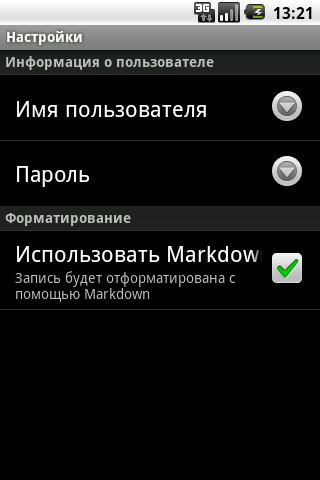 3G 13:21
Настройки
Информация о пользователе
Имя пользователя
Пароль
Форматирование
Использовать Markdown
Запись будет отформатирована с
помощью Markdown